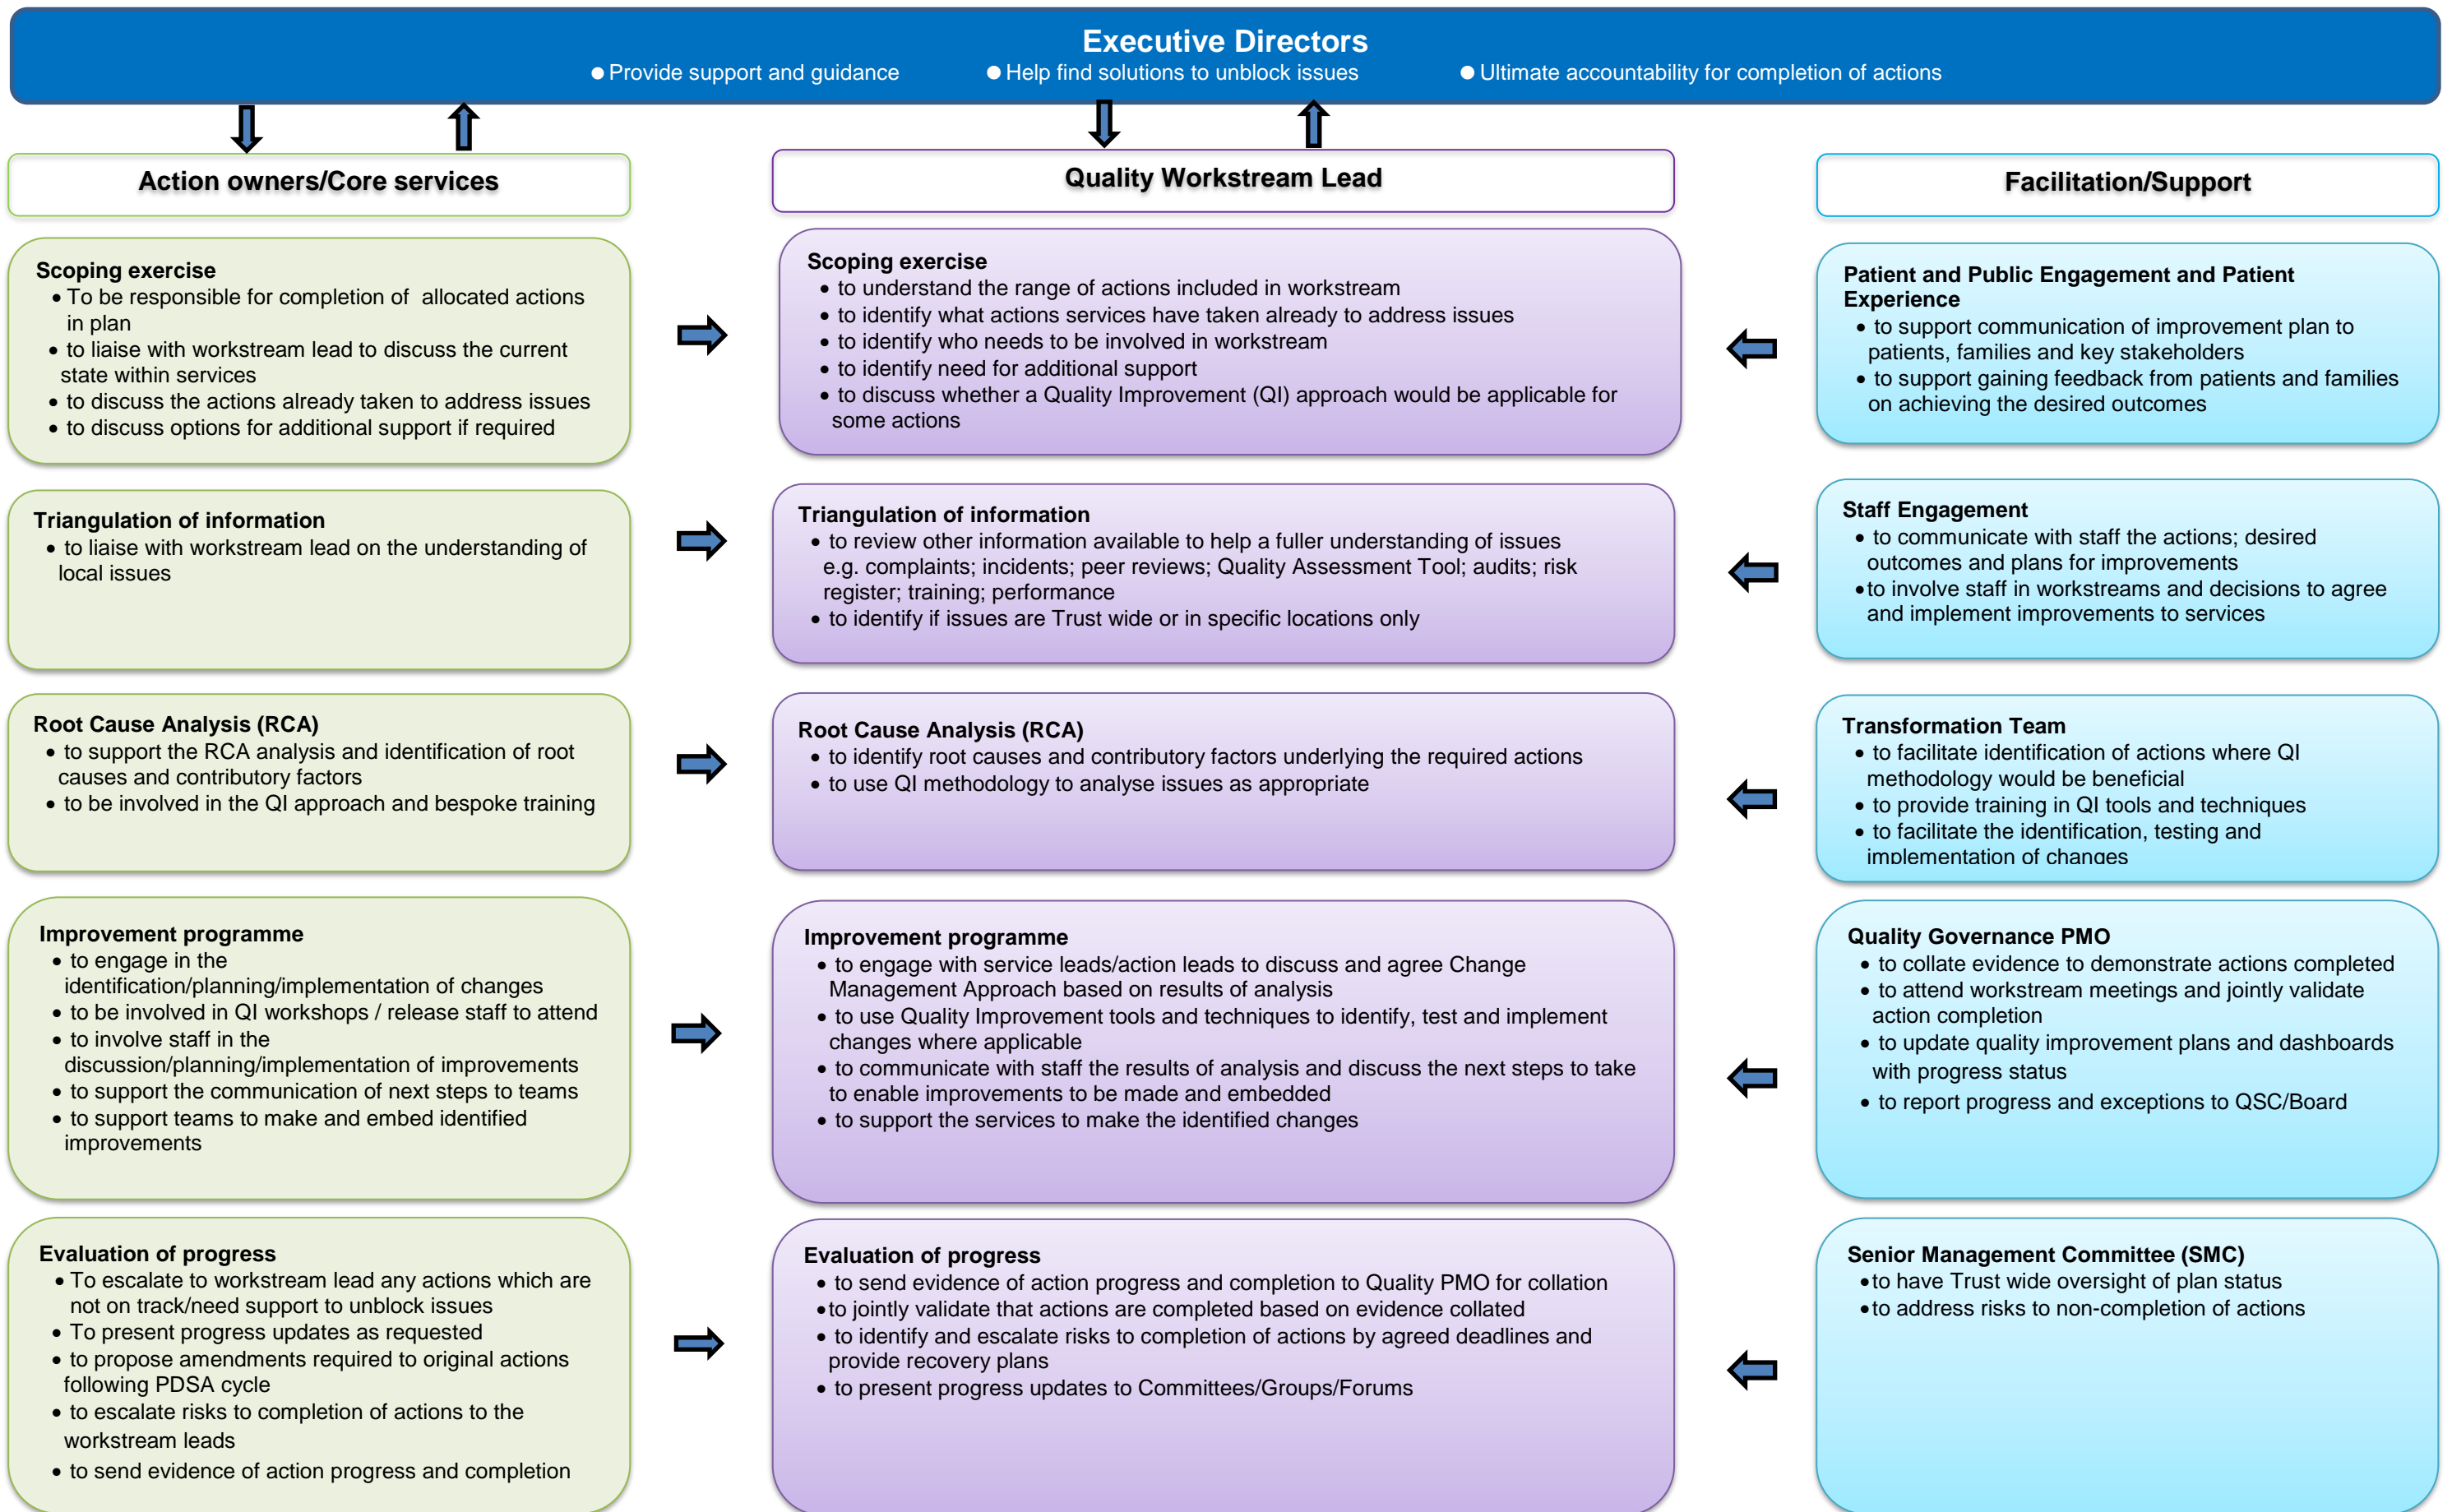 Executive Directors
● Provide support and guidance ● Help find solutions to unblock issues ● Ultimate accountability for completion of actions
Action owners/Core services
Quality Workstream Lead
Facilitation/Support
Scoping exercise
• To be responsible for completion of allocated actions
in plan
• to liaise with workstream lead to discuss the current
state within services
• to discuss the actions already taken to address issues
• to discuss options for additional support if required
Scoping exercise
• to understand the range of actions included in workstream
• to identify what actions services have taken already to address issues
• to identify who needs to be involved in workstream
• to identify need for additional support
• to discuss whether a Quality Improvement (QI) approach would be applicable for
some actions
Patient and Public Engagement and Patient
Experience
• to support communication of improvement plan to
patients, families and key stakeholders
• to support gaining feedback from patients and families
on achieving the desired outcomes
Triangulation of information
• to liaise with workstream lead on the understanding of
local issues
Triangulation of information
• to review other information available to help a fuller understanding of issues
e.g. complaints; incidents; peer reviews; Quality Assessment Tool; audits; risk
register; training; performance
• to identify if issues are Trust wide or in specific locations only
Staff Engagement
• to communicate with staff the actions; desired
outcomes and plans for improvements
• to involve staff in workstreams and decisions to agree
and implement improvements to services
Root Cause Analysis (RCA)
• to support the RCA analysis and identification of root
causes and contributory factors
• to be involved in the QI approach and bespoke training
Root Cause Analysis (RCA)
• to identify root causes and contributory factors underlying the required actions
• to use QI methodology to analyse issues as appropriate
Transformation Team
• to facilitate identification of actions where QI
methodology would be beneficial
• to provide training in QI tools and techniques
• to facilitate the identification, testing and
implementation of changes
Improvement programme
• to engage in the
identification/planning/implementation of changes
• to be involved in QI workshops / release staff to attend
• to involve staff in the
discussion/planning/implementation of improvements
• to support the communication of next steps to teams
• to support teams to make and embed identified
improvements
Improvement programme
• to engage with service leads/action leads to discuss and agree Change
Management Approach based on results of analysis
• to use Quality Improvement tools and techniques to identify, test and implement
changes where applicable
• to communicate with staff the results of analysis and discuss the next steps to take
to enable improvements to be made and embedded
• to support the services to make the identified changes
Quality Governance PMO
• to collate evidence to demonstrate actions completed
• to attend workstream meetings and jointly validate
action completion
• to update quality improvement plans and dashboards
with progress status
• to report progress and exceptions to QSC/Board
Evaluation of progress
• To escalate to workstream lead any actions which are
not on track/need support to unblock issues
• To present progress updates as requested
• to propose amendments required to original actions
following PDSA cycle
• to escalate risks to completion of actions to the
workstream leads
• to send evidence of action progress and completion
Evaluation of progress
• to send evidence of action progress and completion to Quality PMO for collation
• to jointly validate that actions are completed based on evidence collated
• to identify and escalate risks to completion of actions by agreed deadlines and
provide recovery plans
• to present progress updates to Committees/Groups/Forums
Senior Management Committee (SMC)
• to have Trust wide oversight of plan status
• to address risks to non-completion of actions